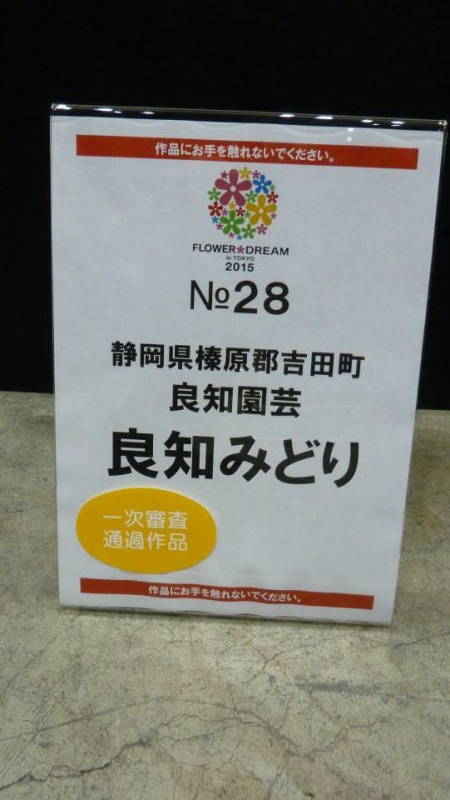 作品にお手を触れないでください。
FLOWER★DREAM
in TOKYO
2015
№28
静岡県榛原郡吉田町
良知園芸
良知みどり
一次審査
通過作品
作品にお手を触れないでください。